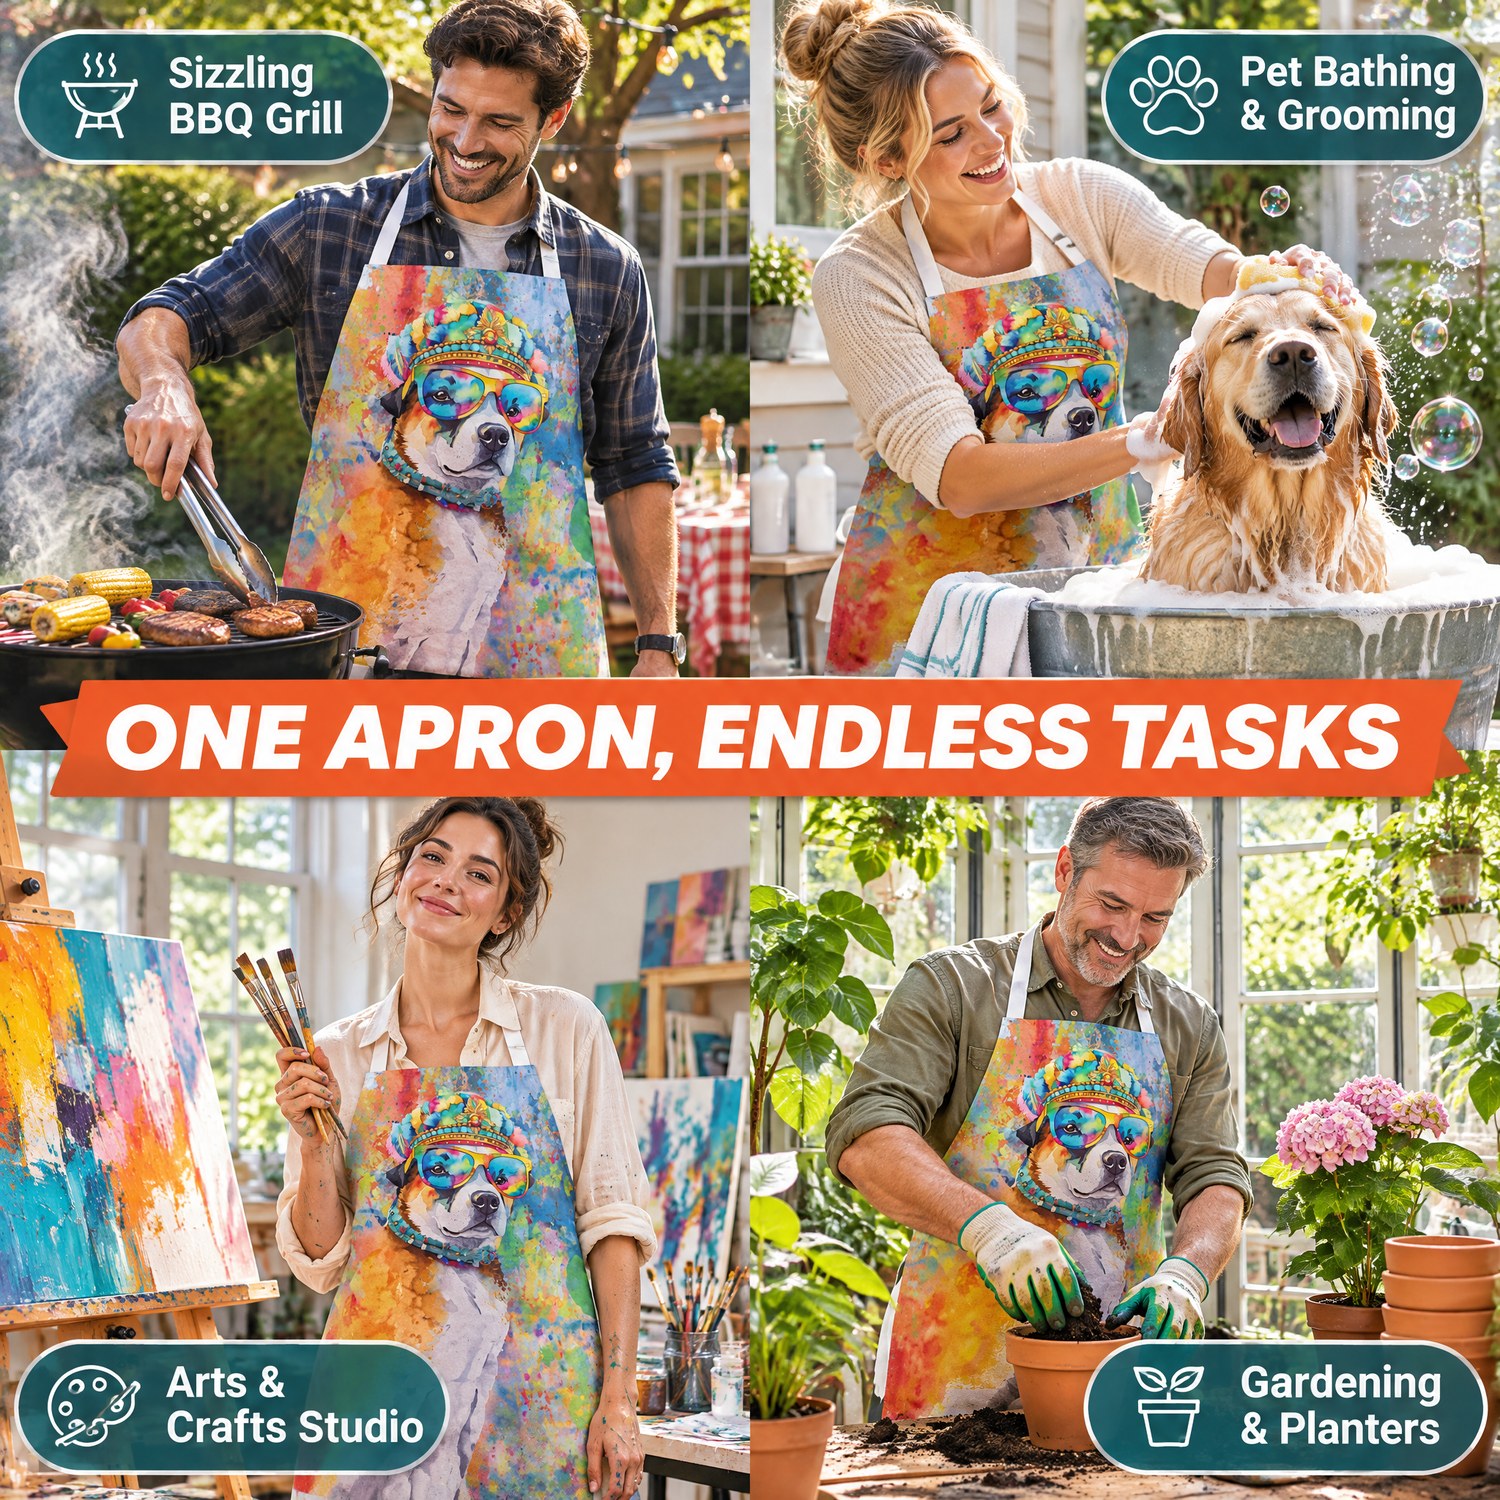 Sizzling
BBQ Grill
Pet Bathing
& Grooming
ONE APRON, ENDLESS TASKS
Arts &
Crafts Studio
Gardening
& Planters